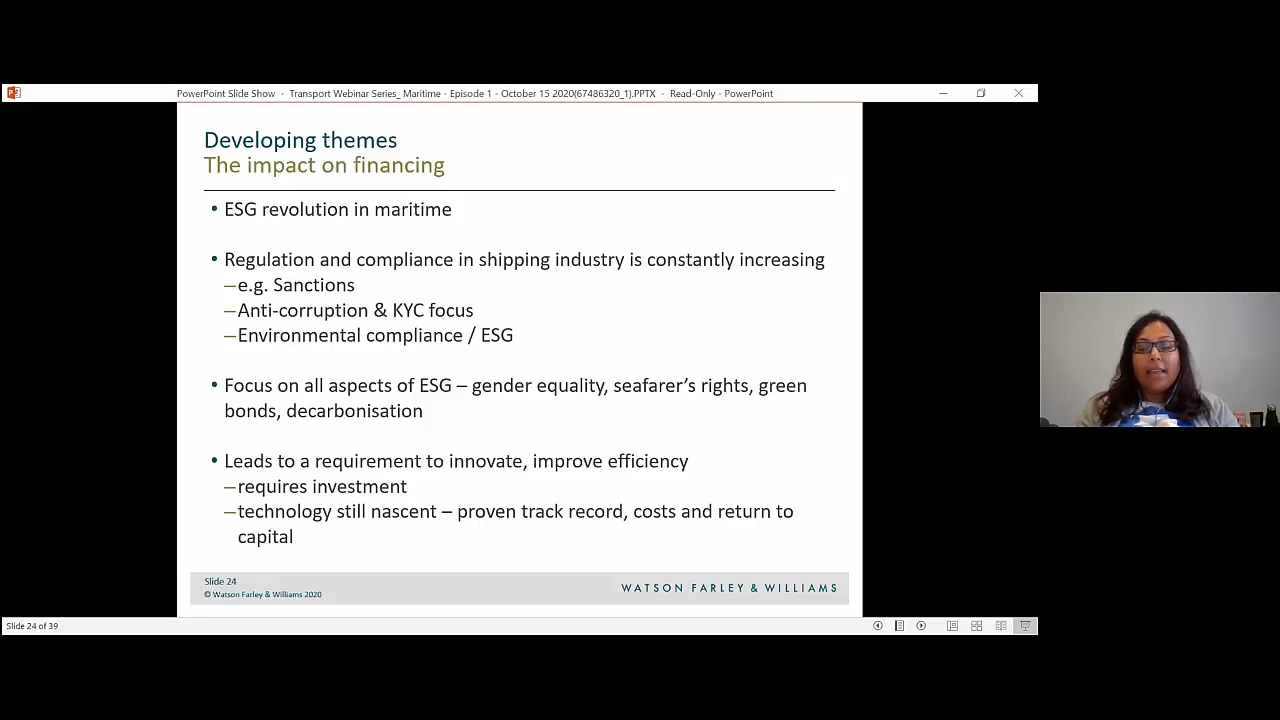 PowerPoint Slide Show - Transport Webinar Series_ Maritime - Episode 1 - October 15 2020(67486320_1).PPTX - Read-Only - PowerPoint
Developing themes
The impact on financing
• ESG revolution in maritime
• Regulation and compliance in shipping industry is constantly increasing
–e.g. Sanctions
–Anti-corruption & KYC focus
–Environmental compliance / ESG
• Focus on all aspects of ESG – gender equality, seafarer’s rights, green
bonds, decarbonisation
• Leads to a requirement to innovate, improve efficiency
–requires investment
–technology still nascent – proven track record, costs and return to
capital
Slide 24
© Watson Farley & Williams 2020
WATSON FARLEY & WILLIAMS
Slide 24 of 39